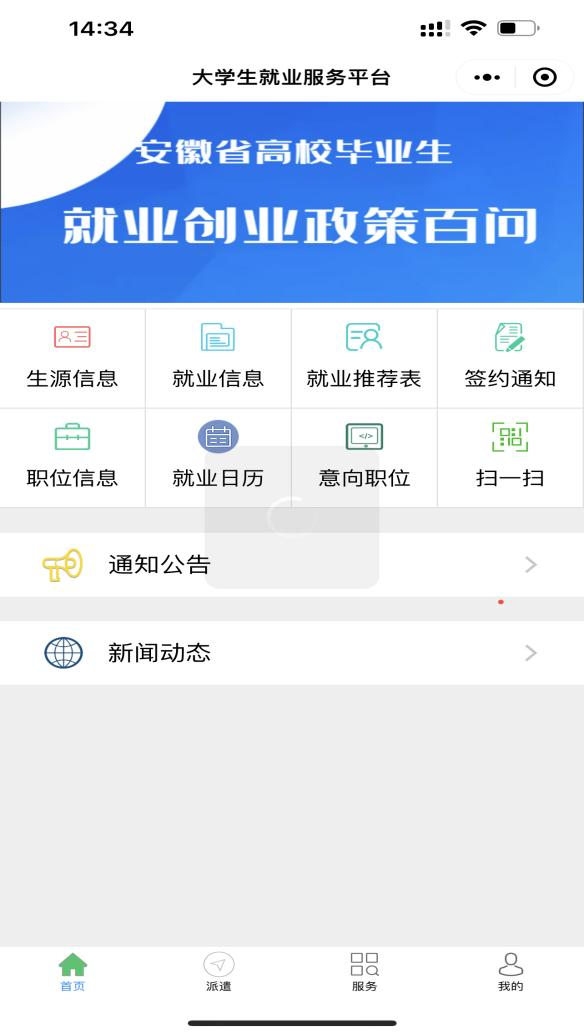 14:34
大学生就业服务平台
安徽省高校毕业生
就业创业政策百问
生源信息 就业信息 就业推荐表 签约通知
职位信息 就业日历 意向职位 扫一扫
通知公告
新闻动态
首页 派遣 服务 我的